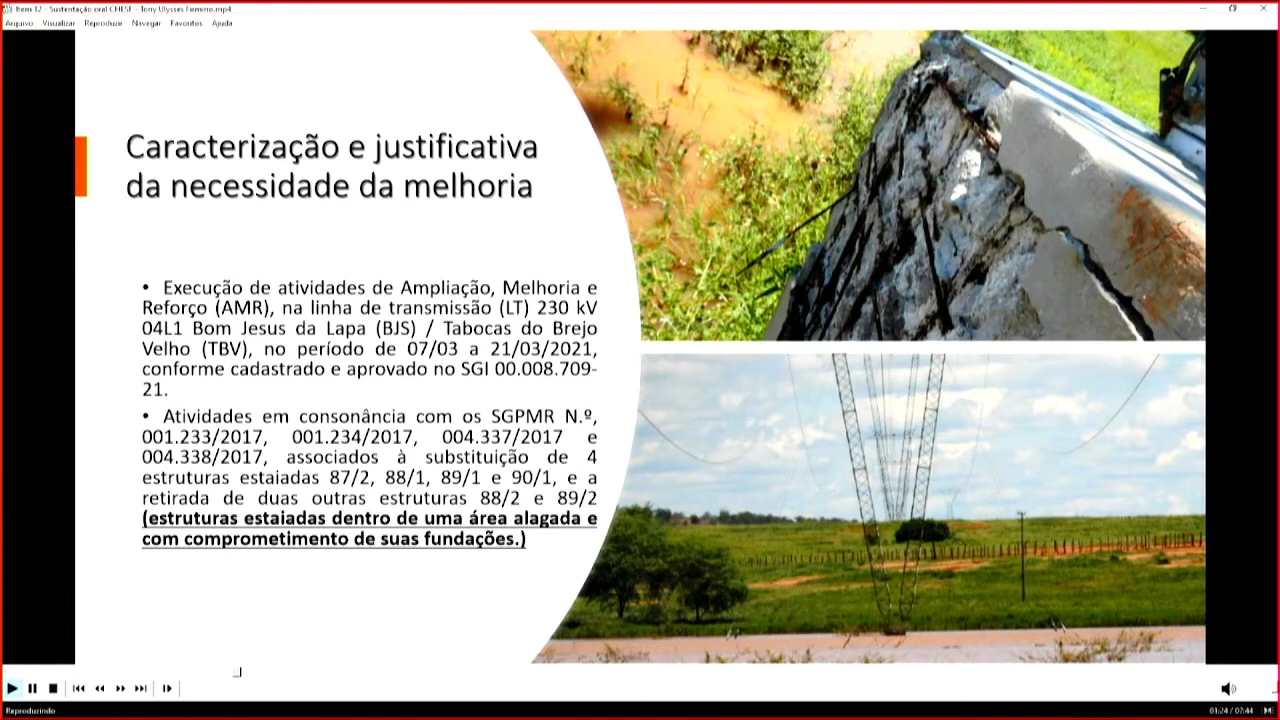 Item 12 - Sustentação oral CHESF - Tony Ulysses Firmino.mp4
Arquivo Visualizar Reproduzir Navegar Favoritos Ajuda
Caracterização e justificativa
da necessidade da melhoria
• Execução de atividades de Ampliação, Melhoria e
Reforço (AMR), na linha de transmissão (LT) 230 kV
04L1 Bom Jesus da Lapa (BJS) / Tabocas do Brejo
Velho (TBV), no período de 07/03 a 21/03/2021,
conforme cadastrado e aprovado no SGI 00.008.709-
21.
• Atividades em consonância com os SGPMR N.º,
001.233/2017, 001.234/2017, 004.337/2017 e
004.338/2017, associados à substituição de 4
estruturas estaiadas 87/2, 88/1, 89/1 e 90/1, e a
retirada de duas outras estruturas 88/2 e 89/2
(estruturas estaiadas dentro de uma área alagada e
com comprometimento de suas fundações.)
Reproduzindo
01:24 / 07:44